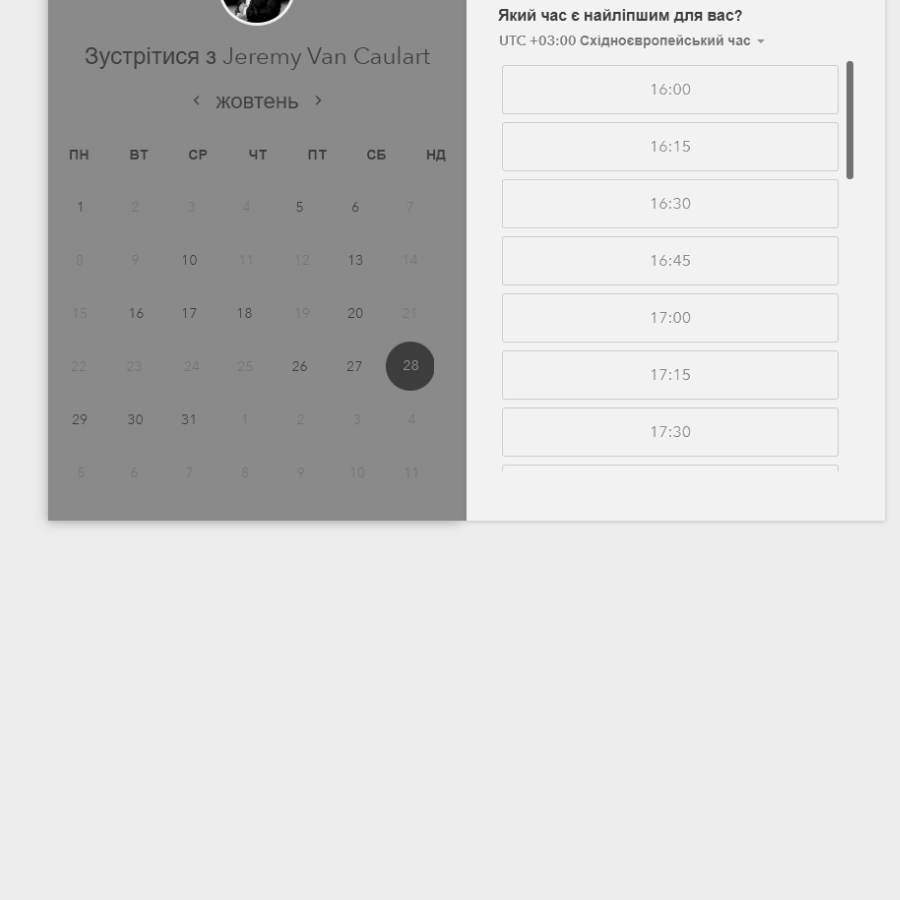 Зустрітися з Jeremy Van Caulart
жовтень
ПН ВТ СР ЧТ ПТ СБ НД
1 2 3 4 5 6 7
8 9 10 11 12 13 14
15 16 17 18 19 20 21
22 23 24 25 26 27 28
29 30 31 1 2 3 4
5 6 7 8 9 10 11
Який час є найліпшим для вас?
UTC +03:00 Східноєвропейський час
16:00
16:15
16:30
16:45
17:00
17:15
17:30